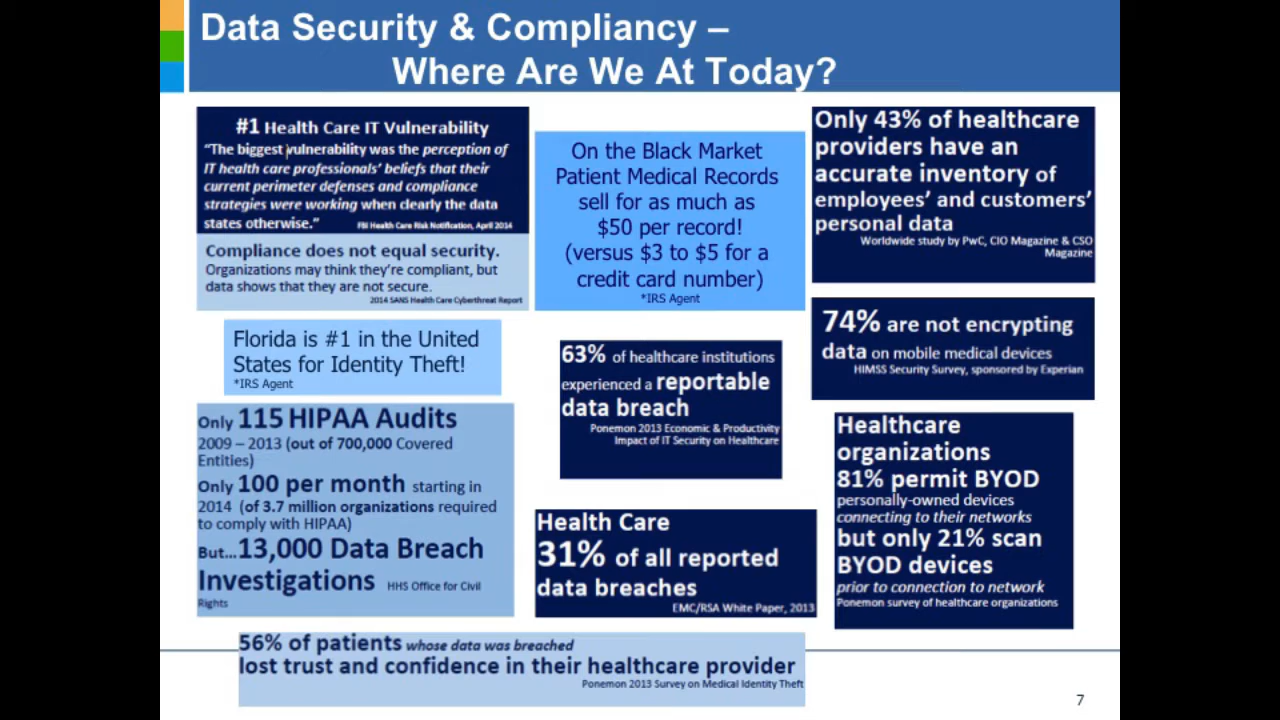 Data Security & Compliancy –
Where Are We At Today?
#1 Health Care IT Vulnerability
“The biggest vulnerability was the perception of
IT health care professionals’ beliefs that their
current perimeter defenses and compliance
strategies were working when clearly the data
states otherwise.” FBI Health Care Risk Notification, April 2014
Compliance does not equal security.
Organizations may think they’re compliant, but
data shows that they are not secure.
2014 SANS Health Care Cyberthreat Report
On the Black Market
Patient Medical Records
sell for as much as
$50 per record!
(versus $3 to $5 for a
credit card number)
*IRS Agent
Only 43% of healthcare
providers have an
accurate inventory of
employees’ and customers’
personal data
Worldwide study by PwC, CIO Magazine & CSO
Magazine
Florida is #1 in the United
States for Identity Theft!
*IRS Agent
63% of healthcare institutions
experienced a reportable
data breach
Ponemon 2013 Economic & Productivity
Impact of IT Security on Healthcare
74% are not encrypting
data on mobile medical devices
HIMSS Security Survey, sponsored by Experian
Only 115 HIPAA Audits
2009 – 2013 (out of 700,000 Covered
Entities)
Only 100 per month starting in
2014 (of 3.7 million organizations required
to comply with HIPAA)
But...13,000 Data Breach
Investigations HHS Office for Civil
Rights
Health Care
31% of all reported
data breaches
EMC/RSA White Paper, 2013
Healthcare
organizations
81% permit BYOD
personally-owned devices
connecting to their networks
but only 21% scan
BYOD devices
prior to connection to network
Ponemon survey of healthcare organizations
56% of patients whose data was breached
lost trust and confidence in their healthcare provider
Ponemon 2013 Survey on Medical Identity Theft
7